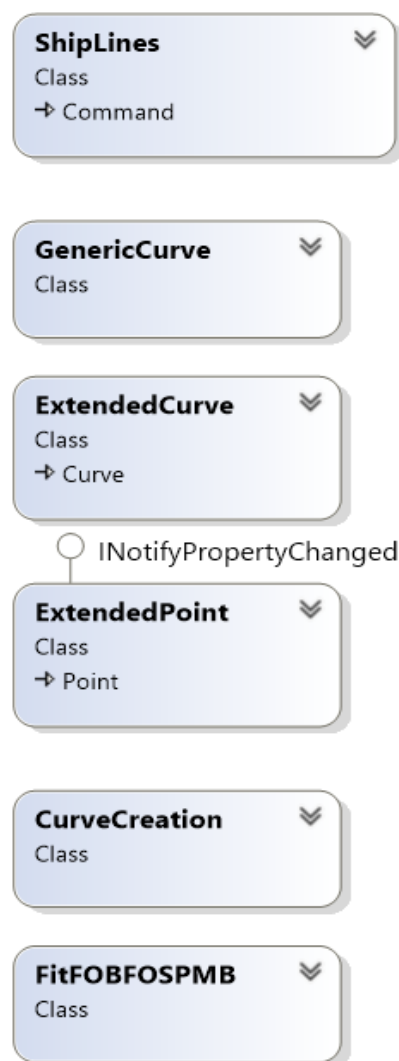 ShipLines
Class
Command
GenericCurve
Class
ExtendedCurve
Class
Curve
INotifyPropertyChanged
ExtendedPoint
Class
Point
CurveCreation
Class
FitFOBFOSPMB
Class